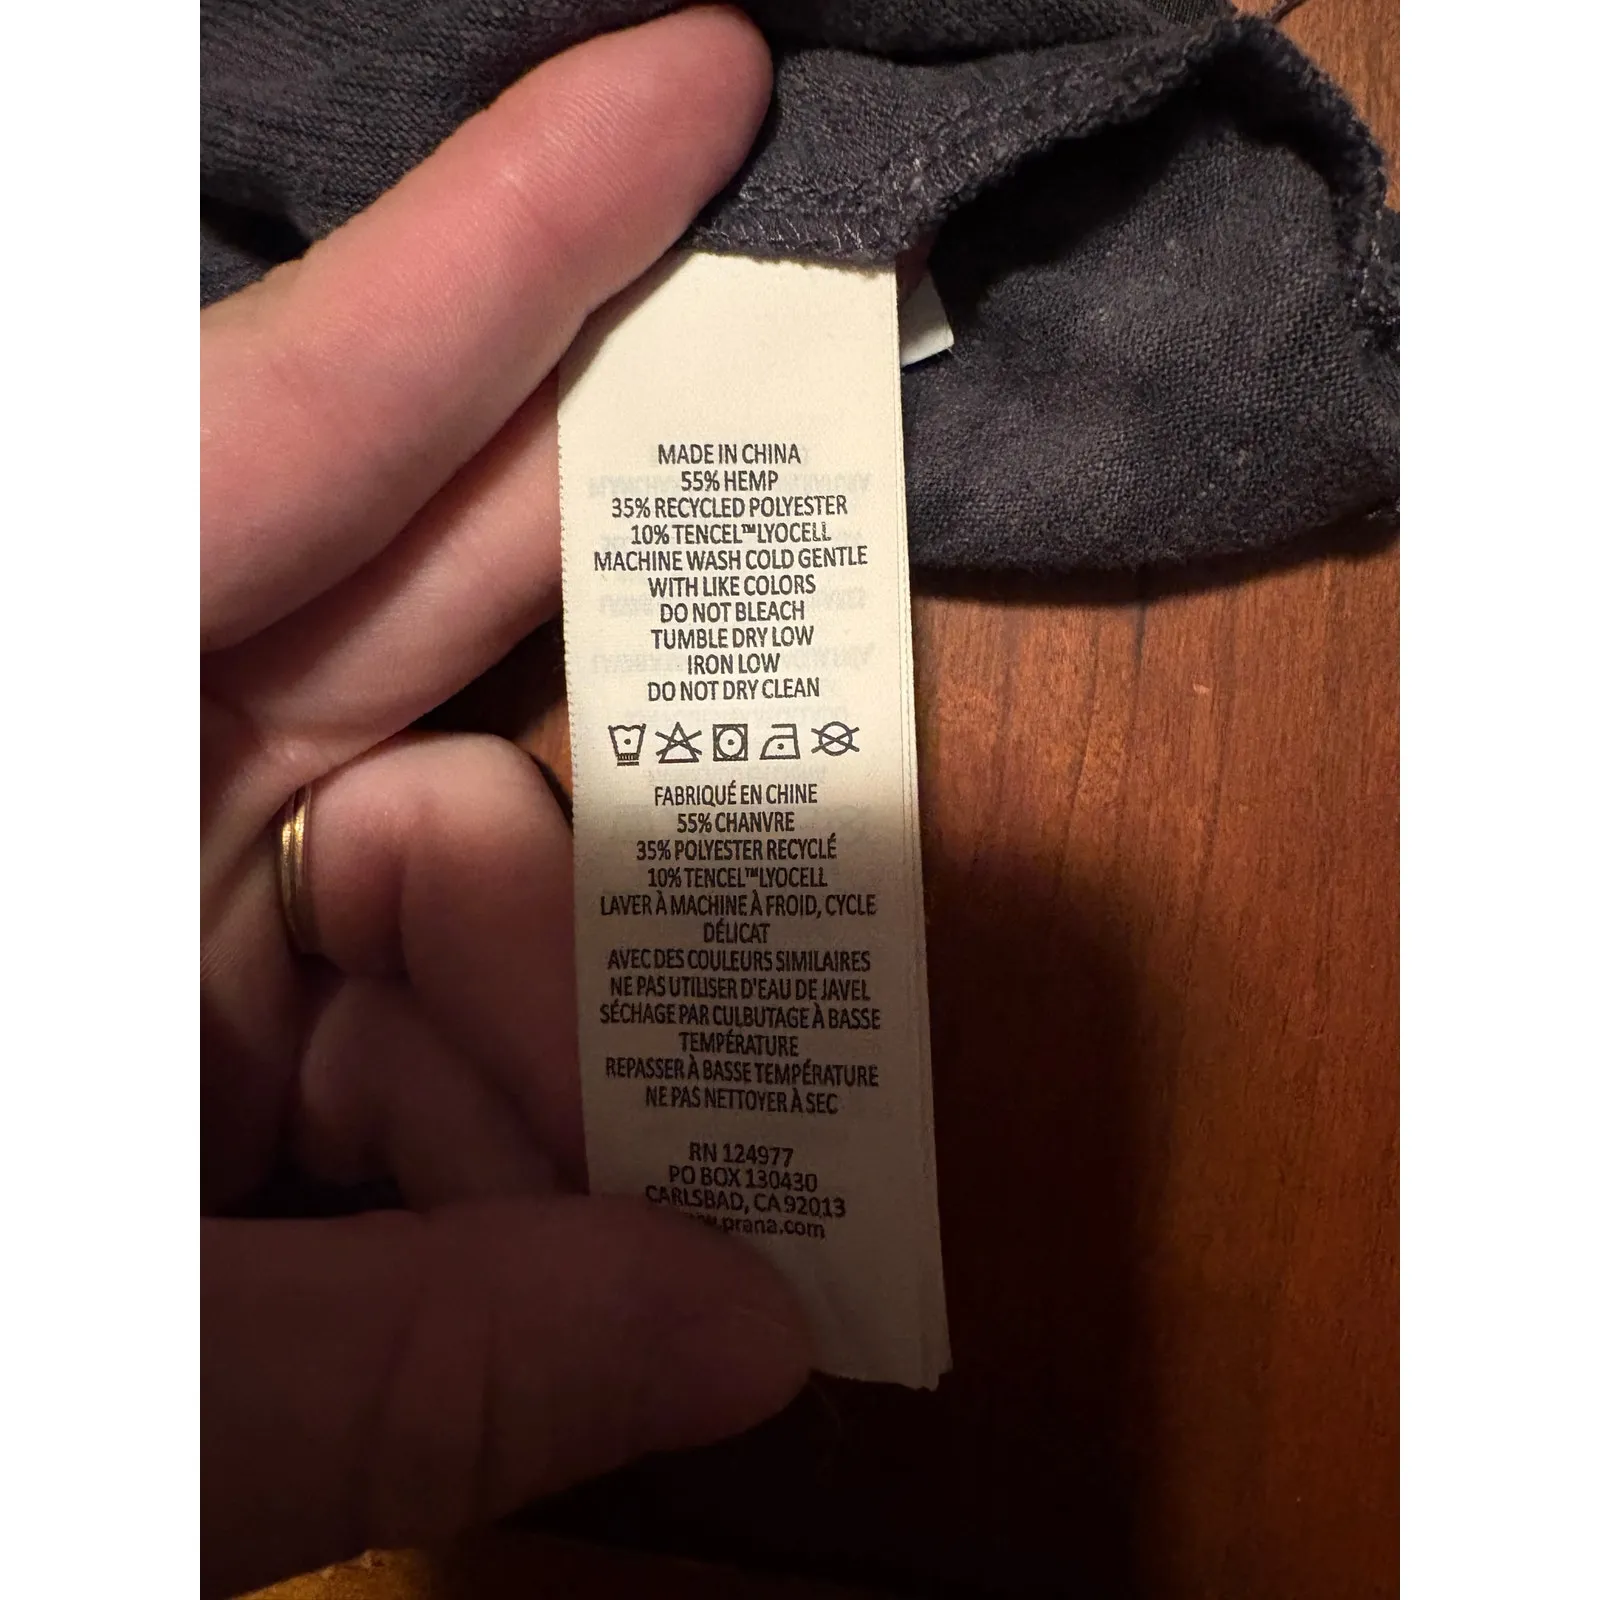 MADE IN CHINA
55% HEMP
35% RECYCLED POLYESTER
10% TENCEL™LYOCELL
MACHINE WASH COLD GENTLE
WITH LIKE COLORS
DO NOT BLEACH
TUMBLE DRY LOW
IRON LOW
DO NOT DRY CLEAN
FABRIQUÉ EN CHINE
55% CHANVRE
35% POLYESTER RECYCLÉ
10% TENCEL™LYOCELL
LAVER À MACHINE À FROID, CYCLE
DÉLICAT
AVEC DES COULEURS SIMILAIRES
NE PAS UTILISER D'EAU DE JAVEL
SÉCHAGE PAR CULBUTAGE À BASSE
TEMPÉRATURE
REPASSER À BASSE TEMPÉRATURE
NE PAS NETTOYER À SEC
RN 124977
PO BOX 130430
CARLSBAD, CA 92013
.prana.com